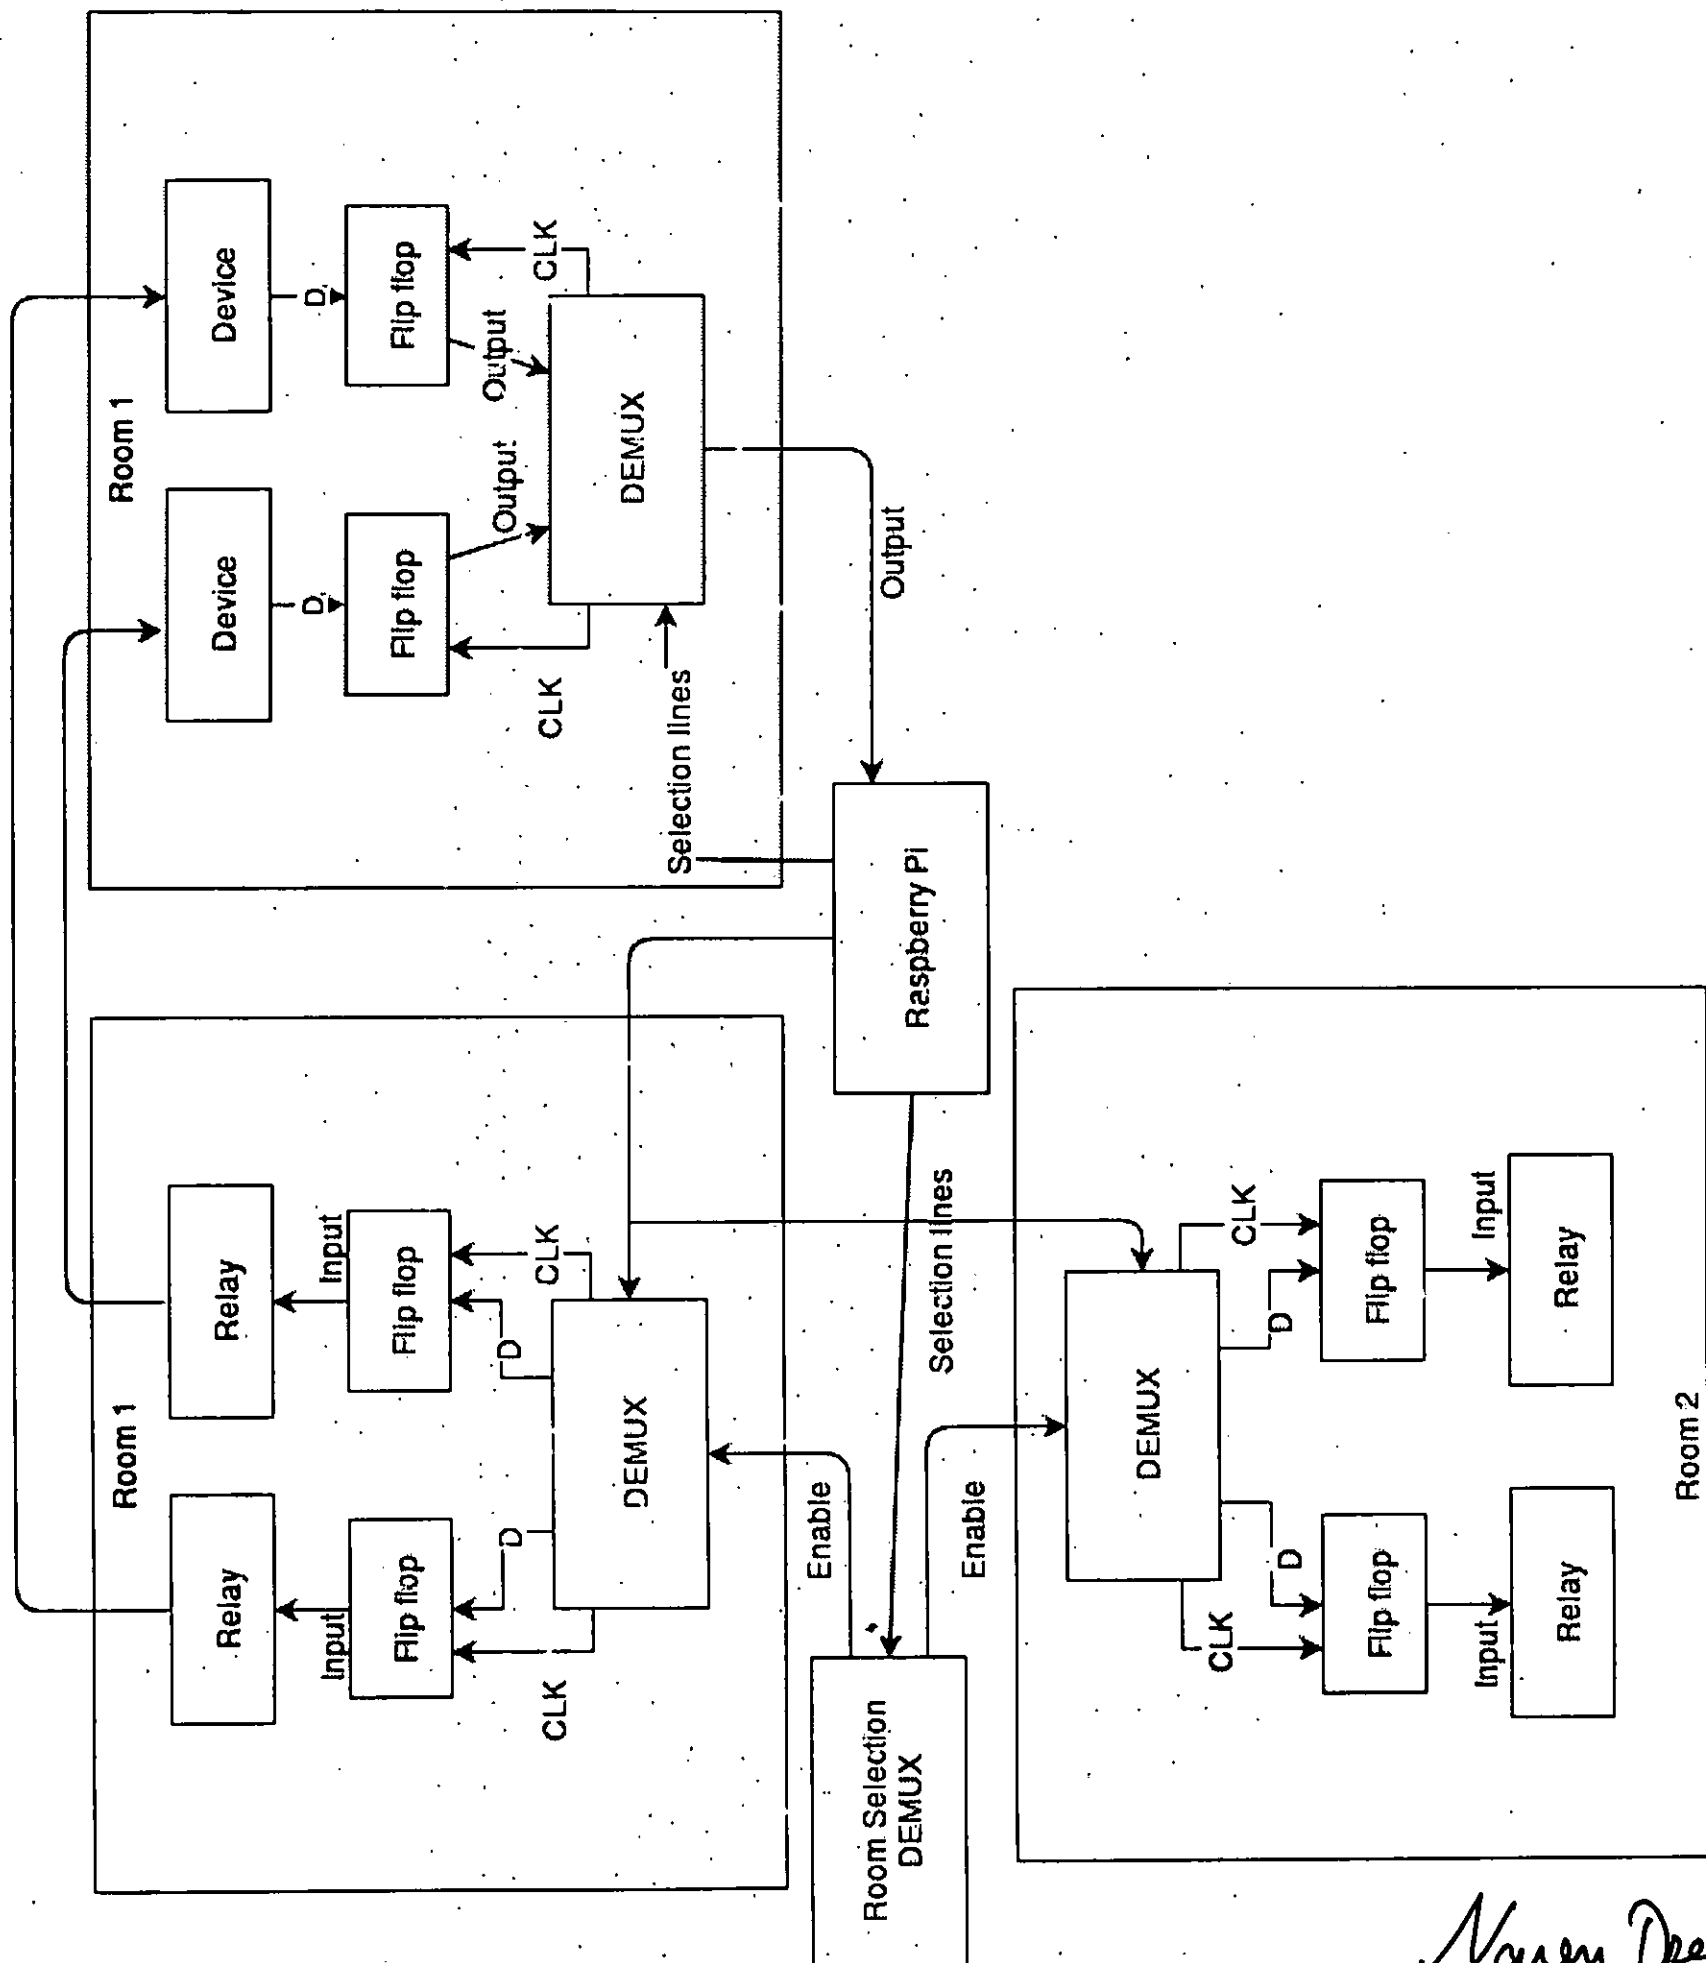 Room 1
Relay
Relay
Input
Input
Flip flop
Flip flop
D
D
CLK
CLK
DEMUX
Room 1
Device
Device
D
D
Flip flop
Flip flop
Output
Output
CLK
CLK
DEMUX
Selection lines
Output
Enable
Raspberry Pi
Room Selection
DEMUX
Selection lines
Enable
DEMUX
CLK
D
D
CLK
Flip flop
Flip flop
Input
Input
Relay
Relay
Room 2